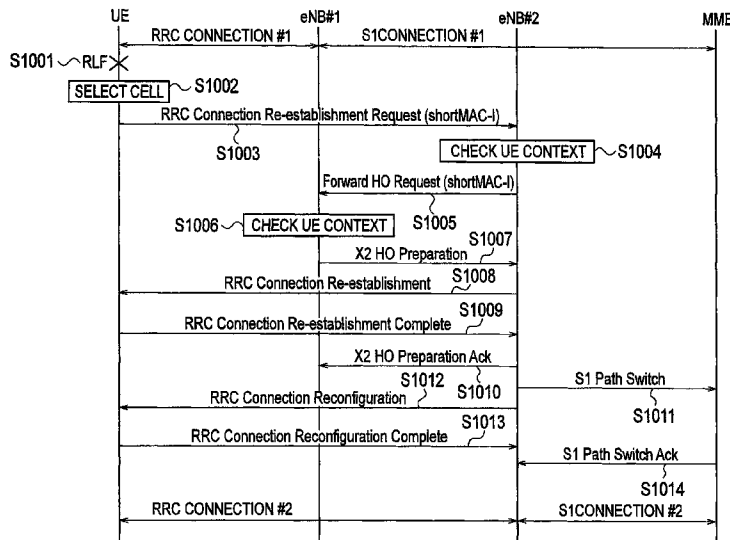 UE eNB#1 eNB#2 MME
RRC CONNECTION #1 S1CONNECTION #1
S1001 RLF
SELECT CELL S1002
RRC Connection Re-establishment Request (shortMAC-I)
S1003
CHECK UE CONTEXT S1004
Forward HO Request (shortMAC-I)
S1005
S1006 CHECK UE CONTEXT
X2 HO Preparation S1007
S1008
RRC Connection Re-establishment
S1009
RRC Connection Re-establishment Complete
X2 HO Preparation Ack
S1012 S1010 S1 Path Switch
RRC Connection Reconfiguration S1011
S1013
RRC Connection Reconfiguration Complete
S1 Path Switch Ack
S1014
RRC CONNECTION #2 S1CONNECTION #2